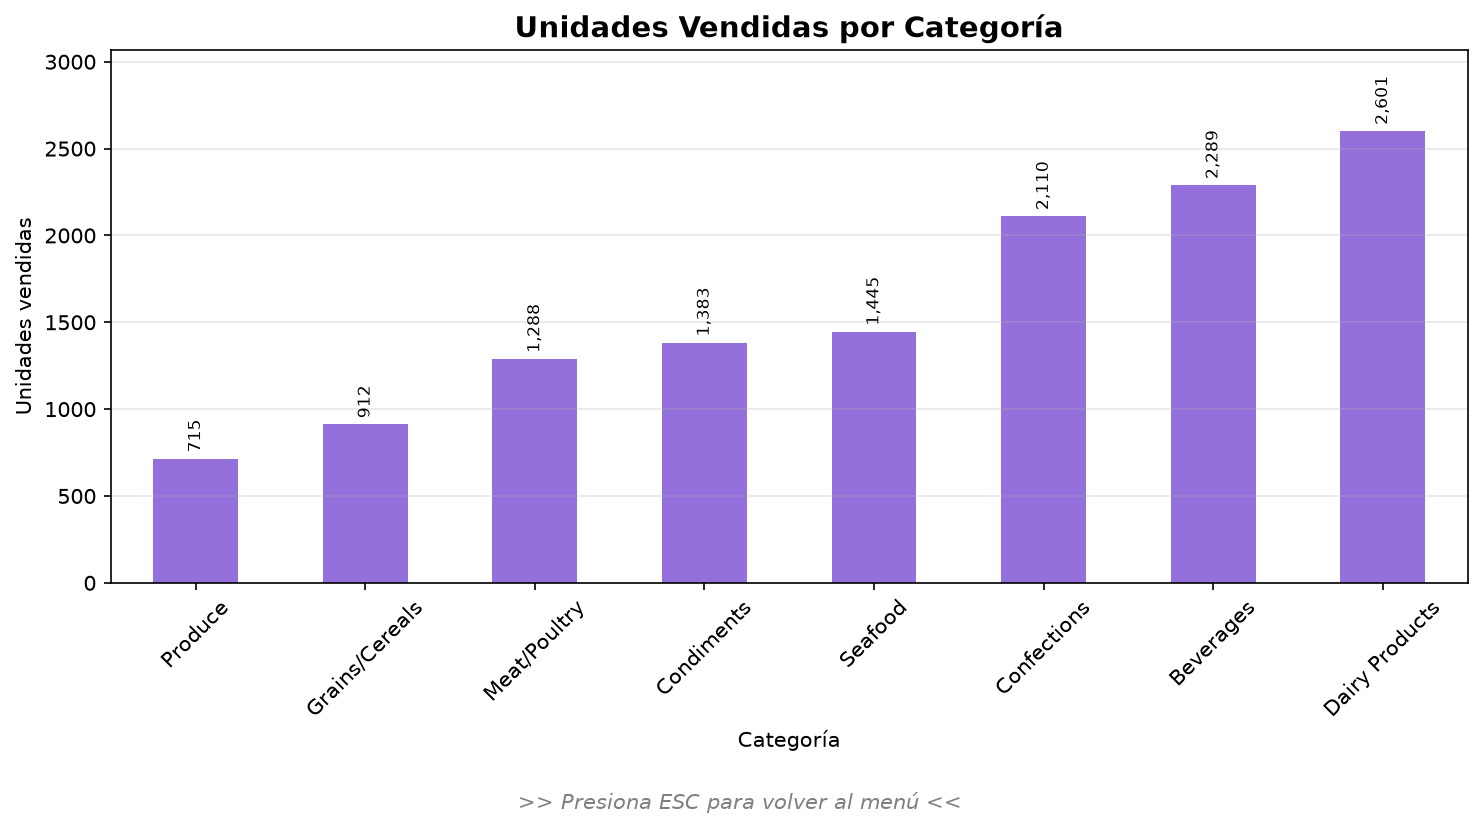 Unidades Vendidas por Categoría
Unidades vendidas
3000
2500
2000
1500
1000
500
0
715
912
1,288
1,383
1,445
2,110
2,289
2,601
Produce
Grains/Cereals
Meat/Poultry
Condiments
Seafood
Confections
Beverages
Dairy Products
Categoría
>> Presiona ESC para volver al menú <<